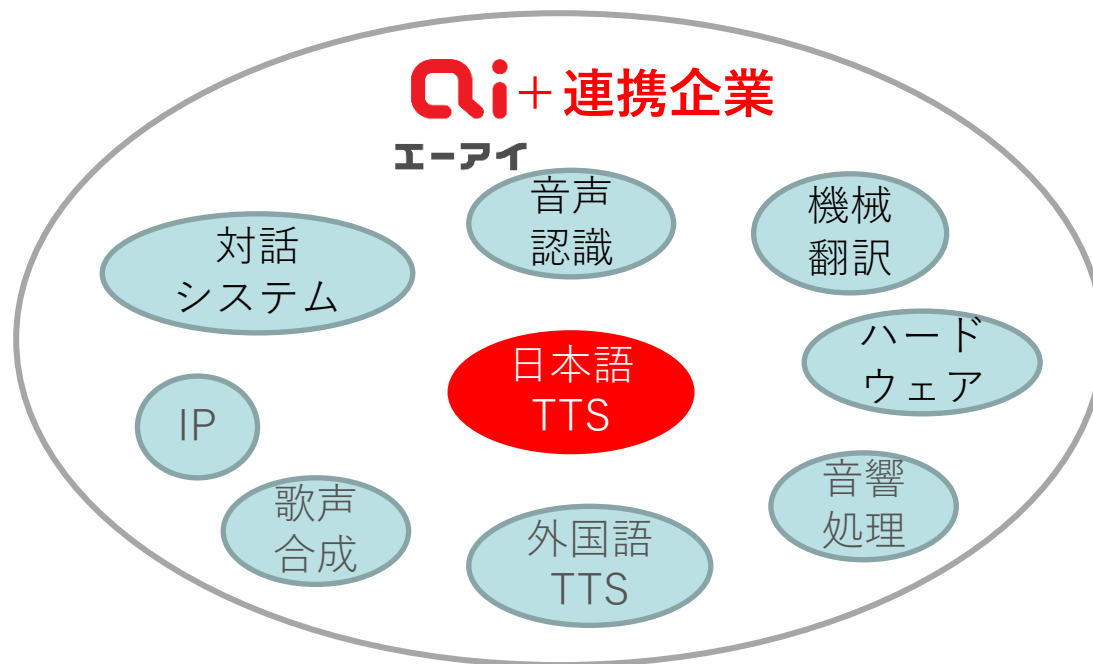 ai+連携企業
エーアイ
音声
認識
機械
翻訳
対話
システム
ハード
ウェア
日本語
TTS
IP
歌声
合成
外国語
TTS
音響
処理